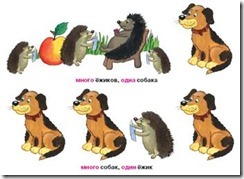 много ёжиков, одна собака
много собак, один ёжик